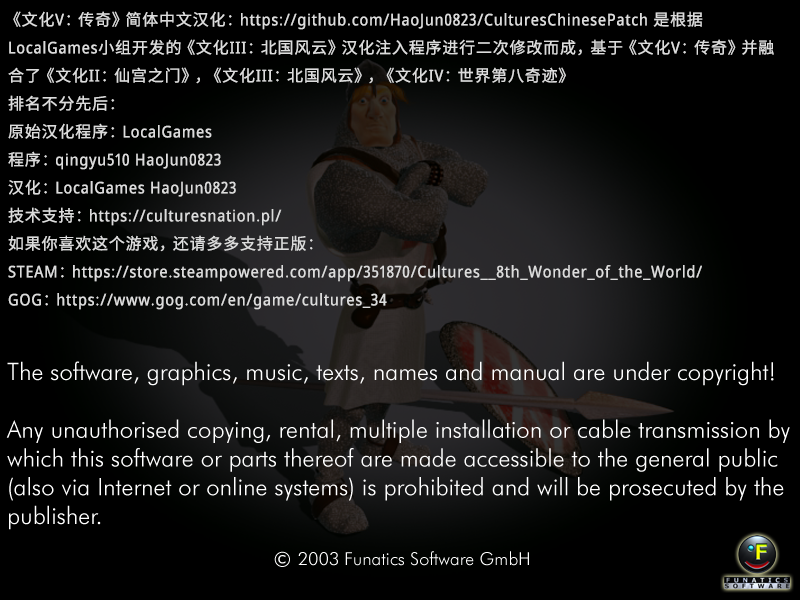 《文化V：传奇》简体中文汉化：https://github.com/HaoJun0823/CulturesChinesePatch 是根据
LocalGames小组开发的《文化III：北国风云》汉化注入程序进行二次修改而成，基于《文化V：传奇》并融
合了《文化II：仙宫之门》，《文化III：北国风云》，《文化IV：世界第八奇迹》
排名不分先后：
原始汉化程序：LocalGames
程序：qingyu510 HaoJun0823
汉化：LocalGames HaoJun0823
技术支持：https://culturesnation.pl/
如果你喜欢这个游戏，还请多多支持正版：
STEAM：https://store.steampowered.com/app/351870/Cultures__8th_Wonder_of_the_World/
GOG：https://www.gog.com/en/game/cultures_34
The software, graphics, music, texts, names and manual are under copyright!
Any unauthorised copying, rental, multiple installation or cable transmission by
which this software or parts thereof are made accessible to the general public
(also via Internet or online systems) is prohibited and will be prosecuted by the
publisher.
© 2003 Funatics Software GmbH
F
FUNATICS
SOFTWARE